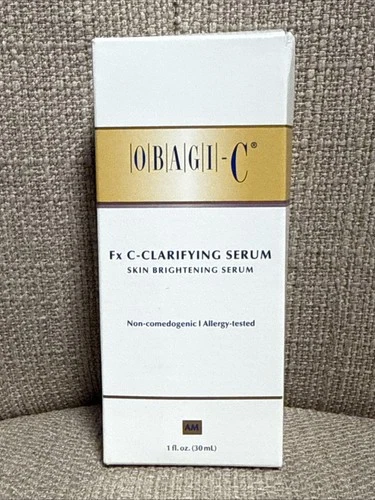 OBAGI-C®
Fx C-CLARIFYING SERUM
SKIN BRIGHTENING SERUM
Non-comedogenic | Allergy-tested
AM
1 fl. oz. (30 mL)